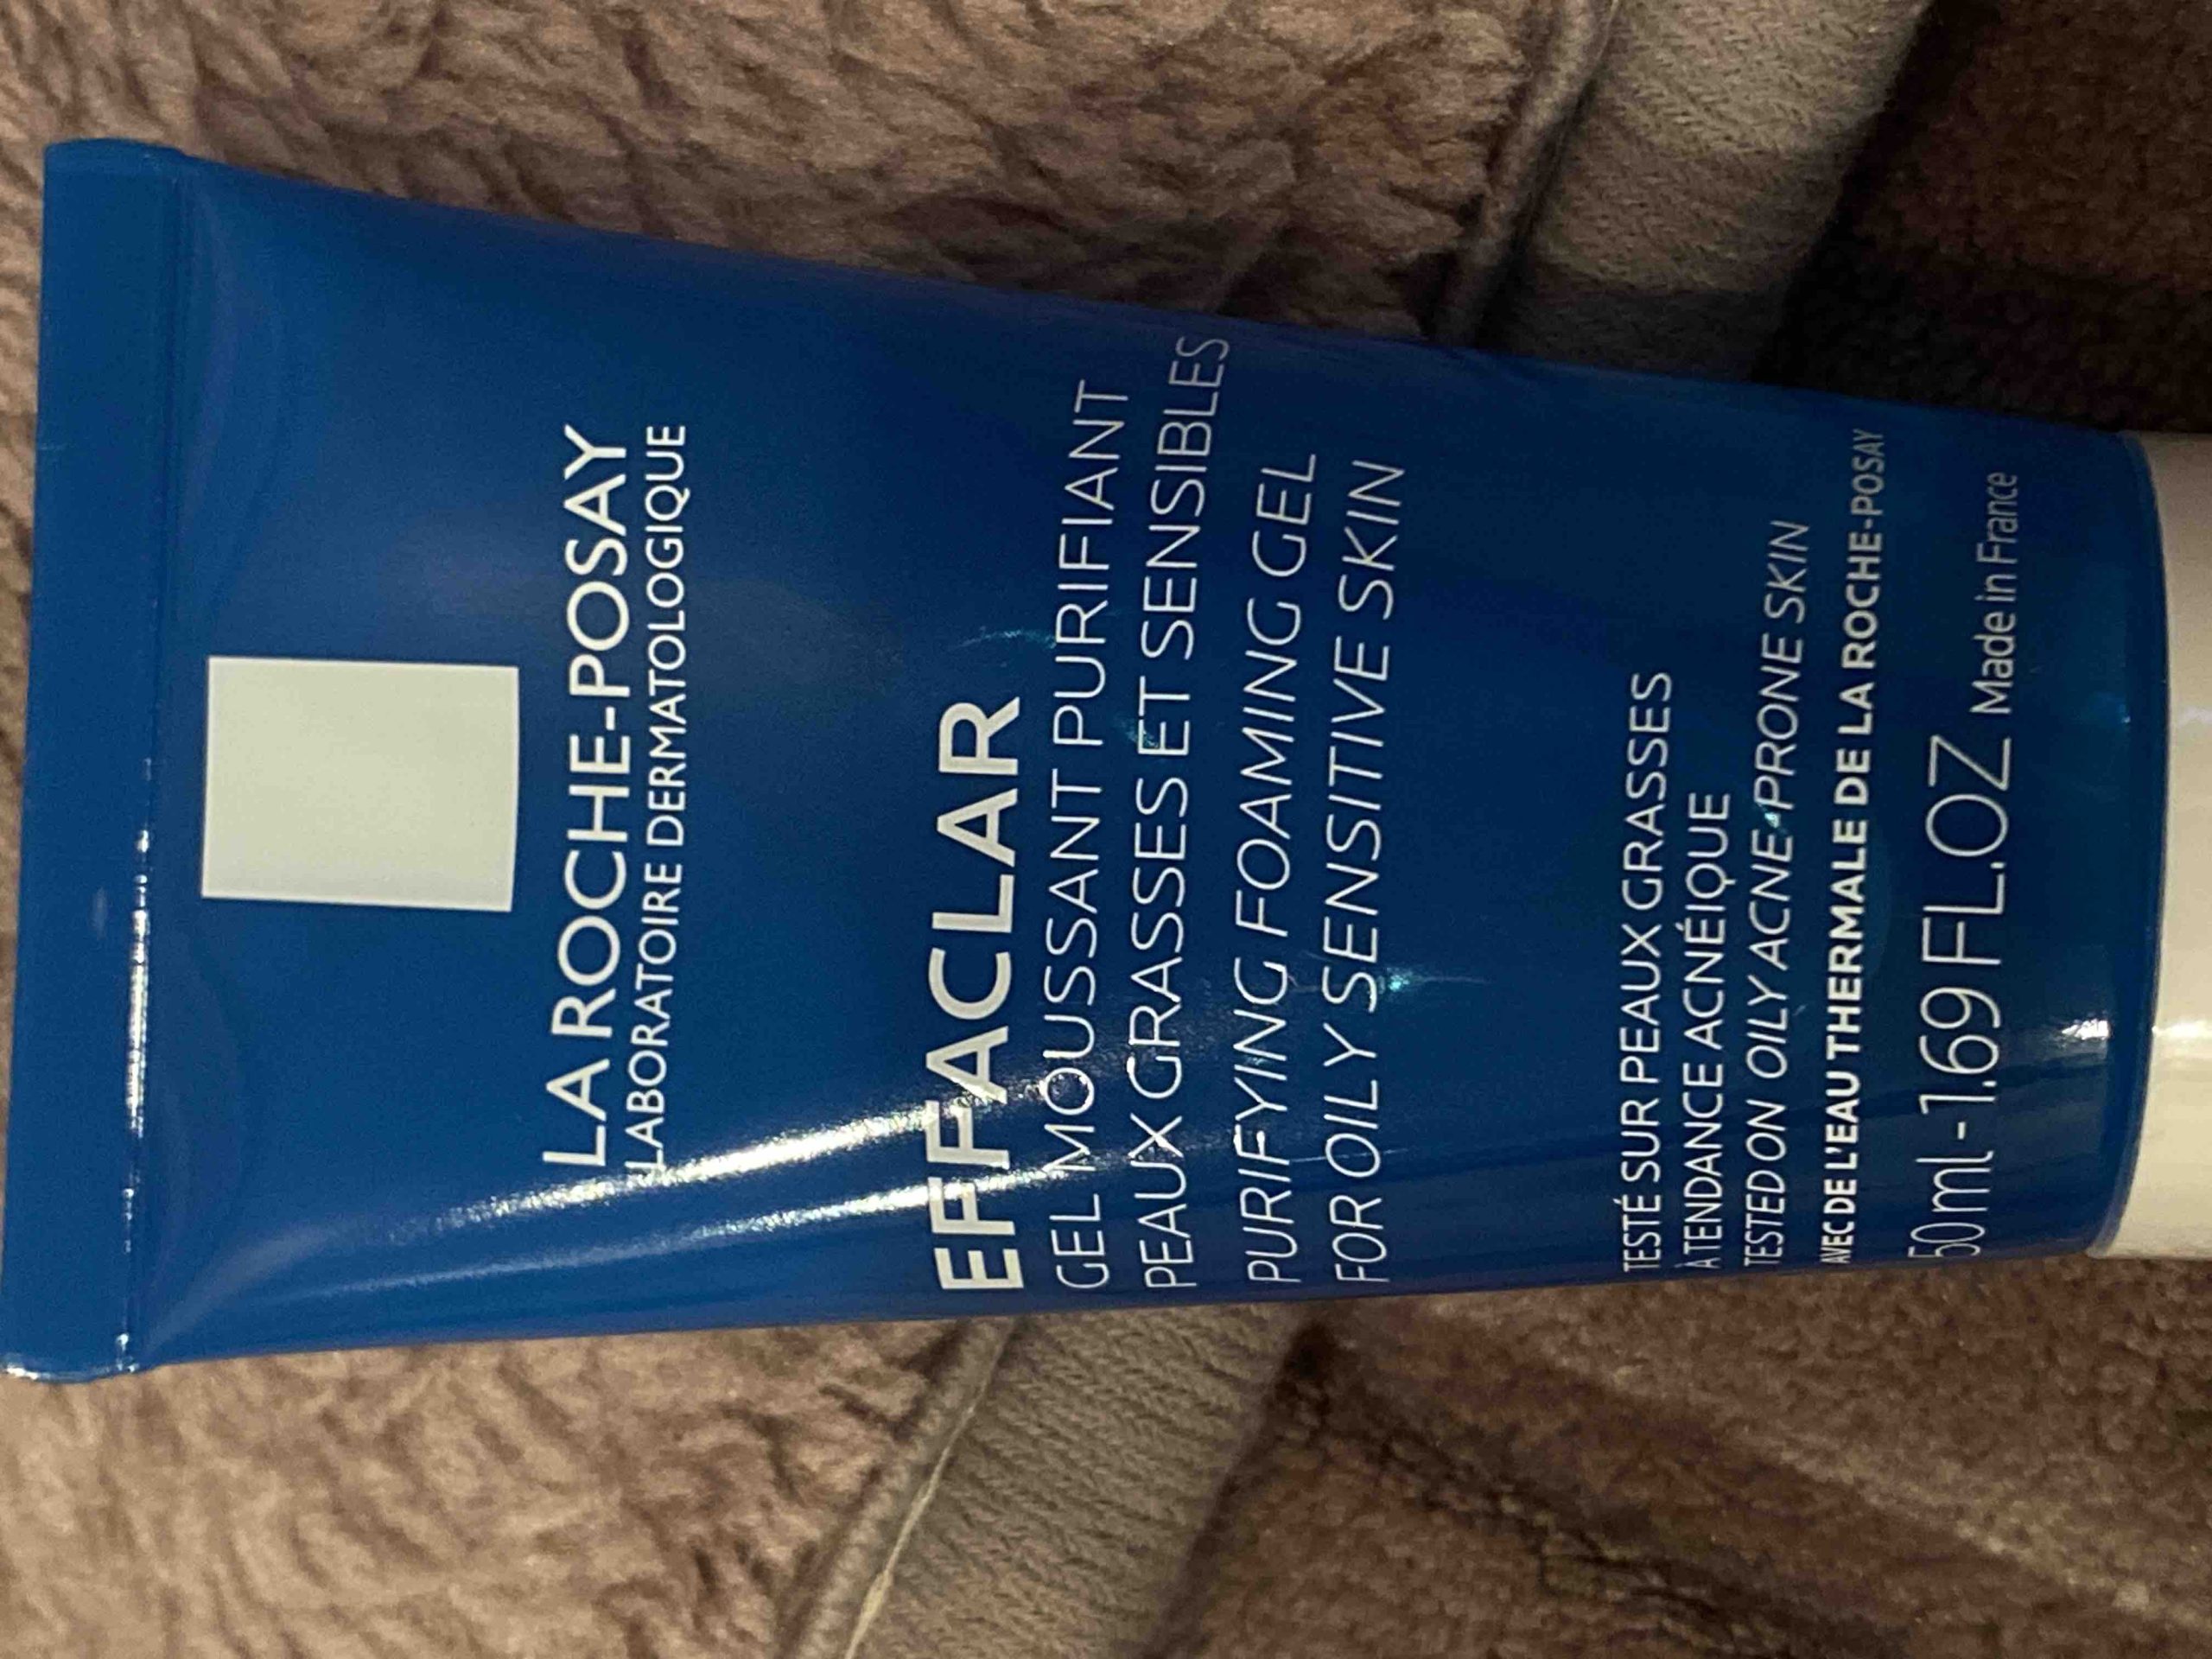 LA ROCHE-POSAY
LABORATOIRE DERMATOLOGIQUE
EFFACLAR
GEL MOUSSANT PURIFIANT
PEAUX GRASSES ET SENSIBLES
PURIFYING FOAMING GEL
FOR OILY SENSITIVE SKIN
TESTÉ SUR PEAUX GRASSES
À TENDANCE ACNÉIQUE
TESTED ON OILY ACNE-PRONE SKIN
AVEC DE L'EAU THERMALE DE LA ROCHE-POSAY
50ml - 1.69 FL.OZ Made in France